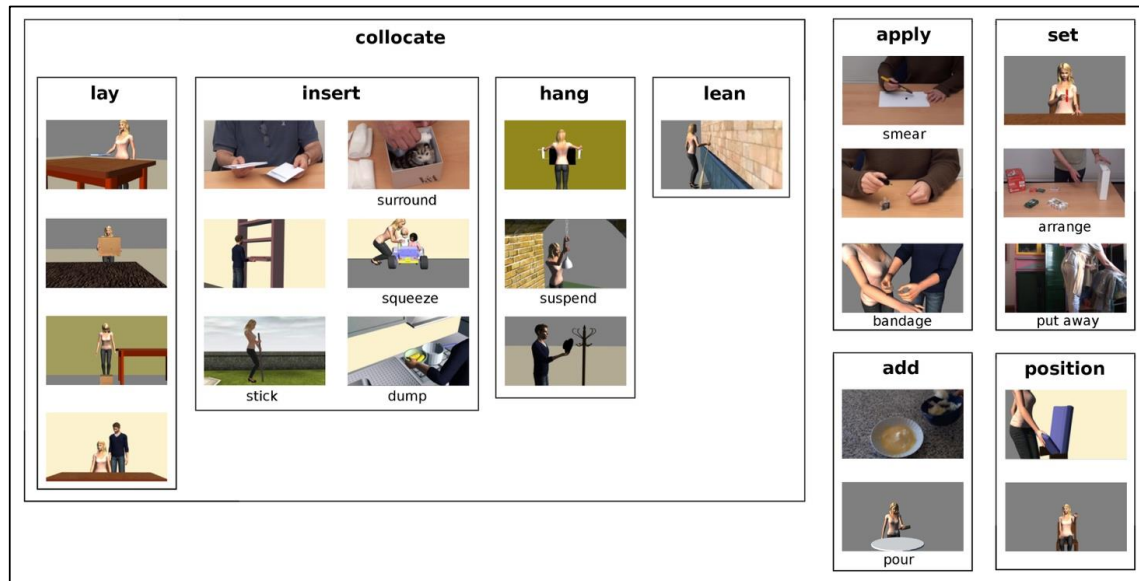 collocate
apply
set
lay
insert
hang
lean
smear
surround
arrange
squeeze
suspend
bandage
put away
stick
dump
add
position
pour